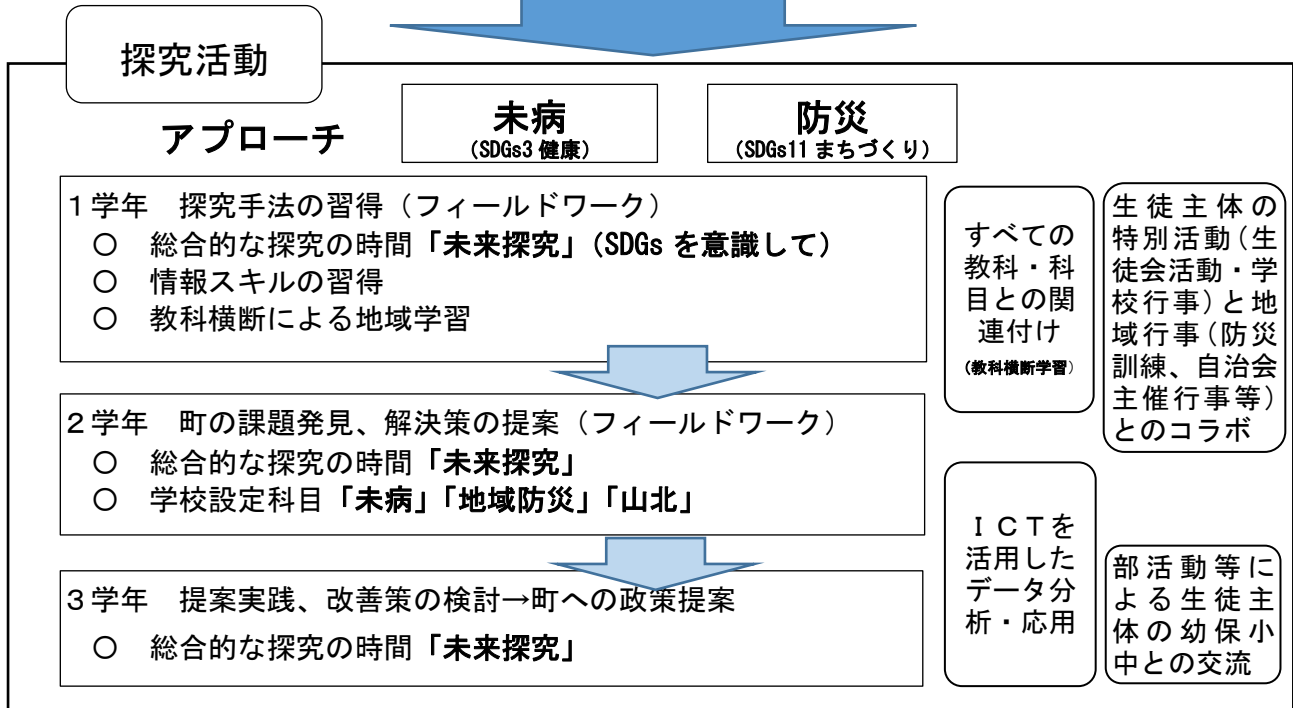 探究活動
アプローチ
未病
(SDGs3 健康)
防災
(SDGs11 まちづくり)
1学年　探究手法の習得（フィールドワーク）
○　総合的な探究の時間「未来探究」（SDGs を意識して）
○　情報スキルの習得
○　教科横断による地域学習
2学年　町の課題発見、解決策の提案（フィールドワーク）
○　総合的な探究の時間「未来探究」
○　学校設定科目「未病」「地域防災」「山北」
3学年　提案実践、改善策の検討→町への政策提案
○　総合的な探究の時間「未来探究」
すべての
教科・科
目との関
連付け
(教科横断学習)
ＩＣＴを
活用した
データ分
析・応用
生徒主体の
特別活動（生
徒会活動・学
校行事）と地
域行事（防災
訓練、自治会
主催行事等）
とのコラボ
部活動等に
よる生徒主
体の幼保小
中との交流